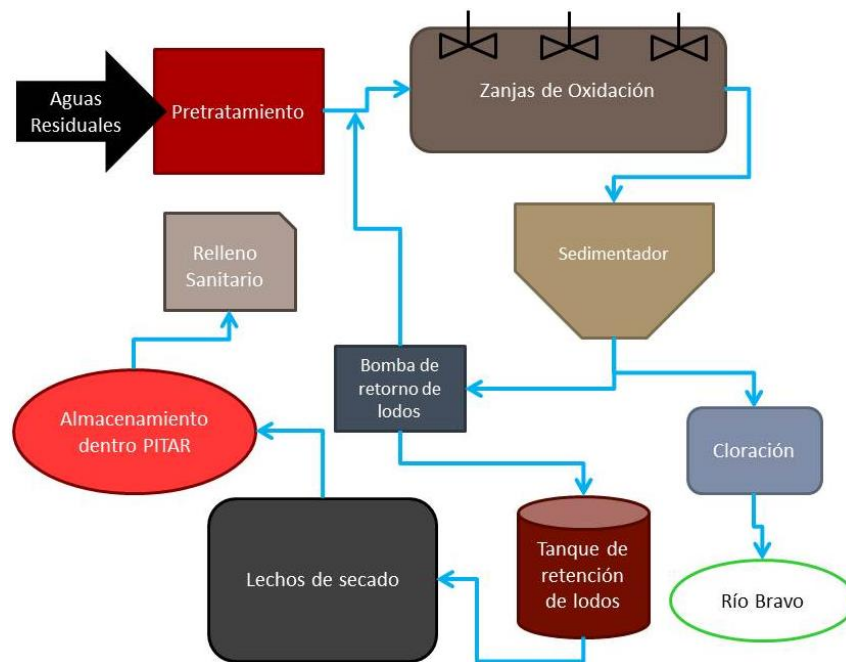 Aguas
Residuales
Pretratamiento
Zanjas de Oxidación
Relleno
Sanitario
Sedimentador
Bomba de
retorno de
lodos
Almacenamiento
dentro PITAR
Cloración
Lechos de secado
Tanque de
retención
de lodos
Río Bravo